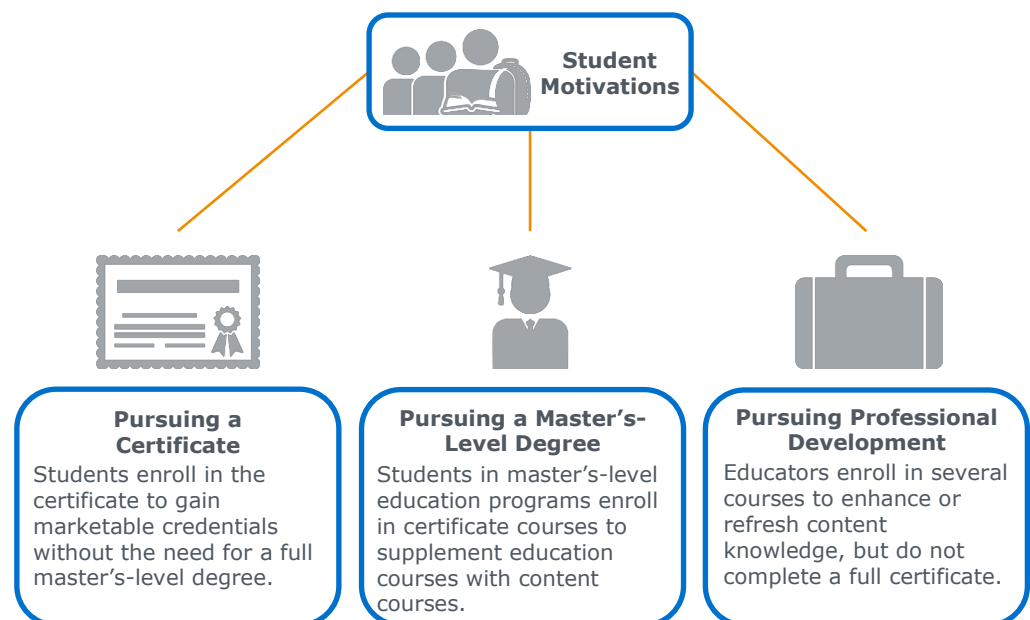 Student
Motivations
Pursuing a
Certificate
Students enroll in the
certificate to gain
marketable credentials
without the need for a full
master’s-level degree.
Pursuing a Master’s-
Level Degree
Students in master’s-level
education programs enroll
in certificate courses to
supplement education
courses with content
courses.
Pursuing Professional
Development
Educators enroll in several
courses to enhance or
refresh content
knowledge, but do not
complete a full certificate.